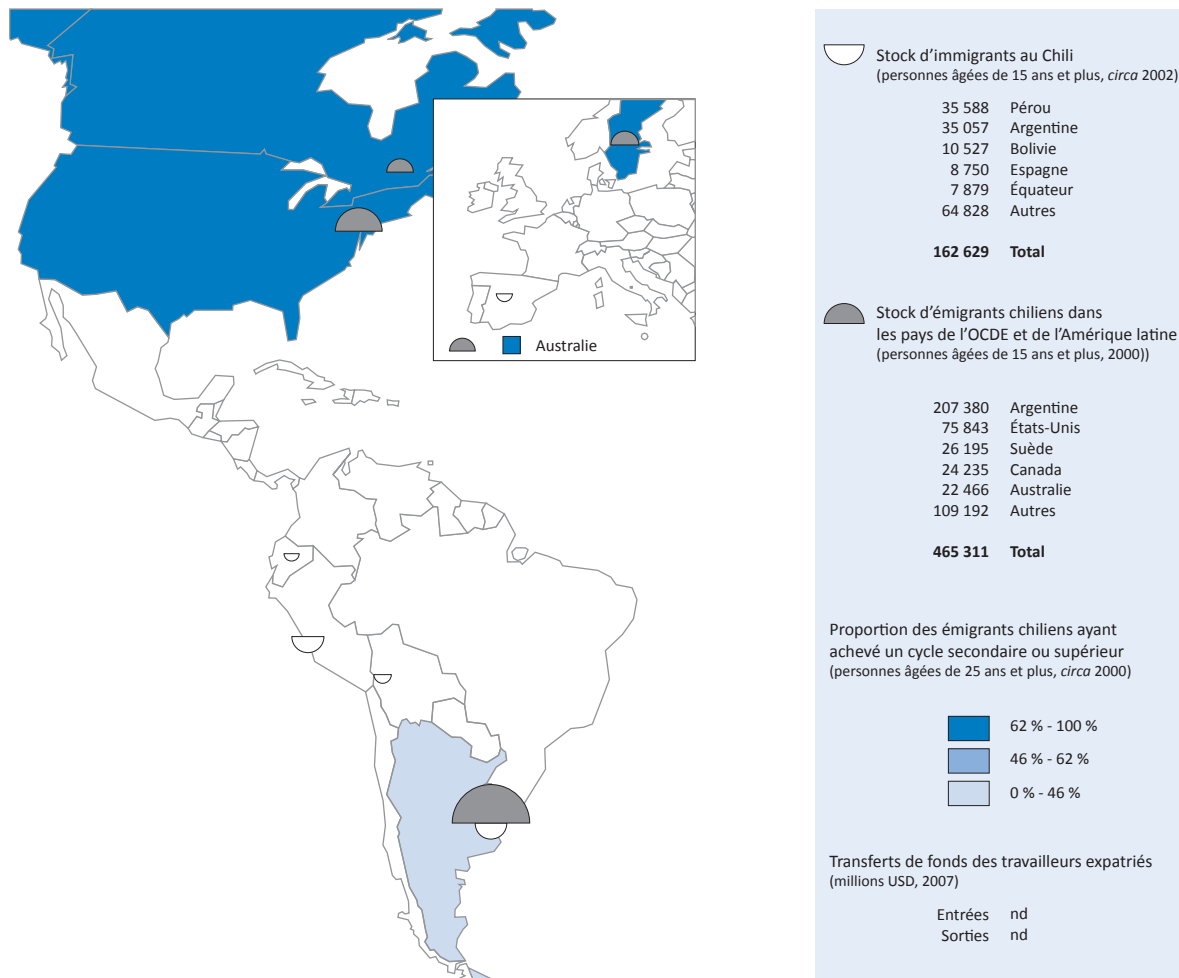 Australie
Stock d'immigrants au Chili
(personnes âgées de 15 ans et plus, circa 2002)
35 588 Pérou
35 057 Argentine
10 527 Bolivie
8 750 Espagne
7 879 Équateur
64 828 Autres
162 629 Total
Stock d'émigrants chiliens dans
les pays de l'OCDE et de l'Amérique latine
(personnes âgées de 15 ans et plus, 2000))
207 380 Argentine
75 843 États-Unis
26 195 Suède
24 235 Canada
22 466 Australie
109 192 Autres
465 311 Total
Proportion des émigrants chiliens ayant
achevé un cycle secondaire ou supérieur
(personnes âgées de 25 ans et plus, circa 2000)
62 % - 100 %
46 % - 62 %
0 % - 46 %
Transferts de fonds des travailleurs expatriés
(millions USD, 2007)
Entrées nd
Sorties nd